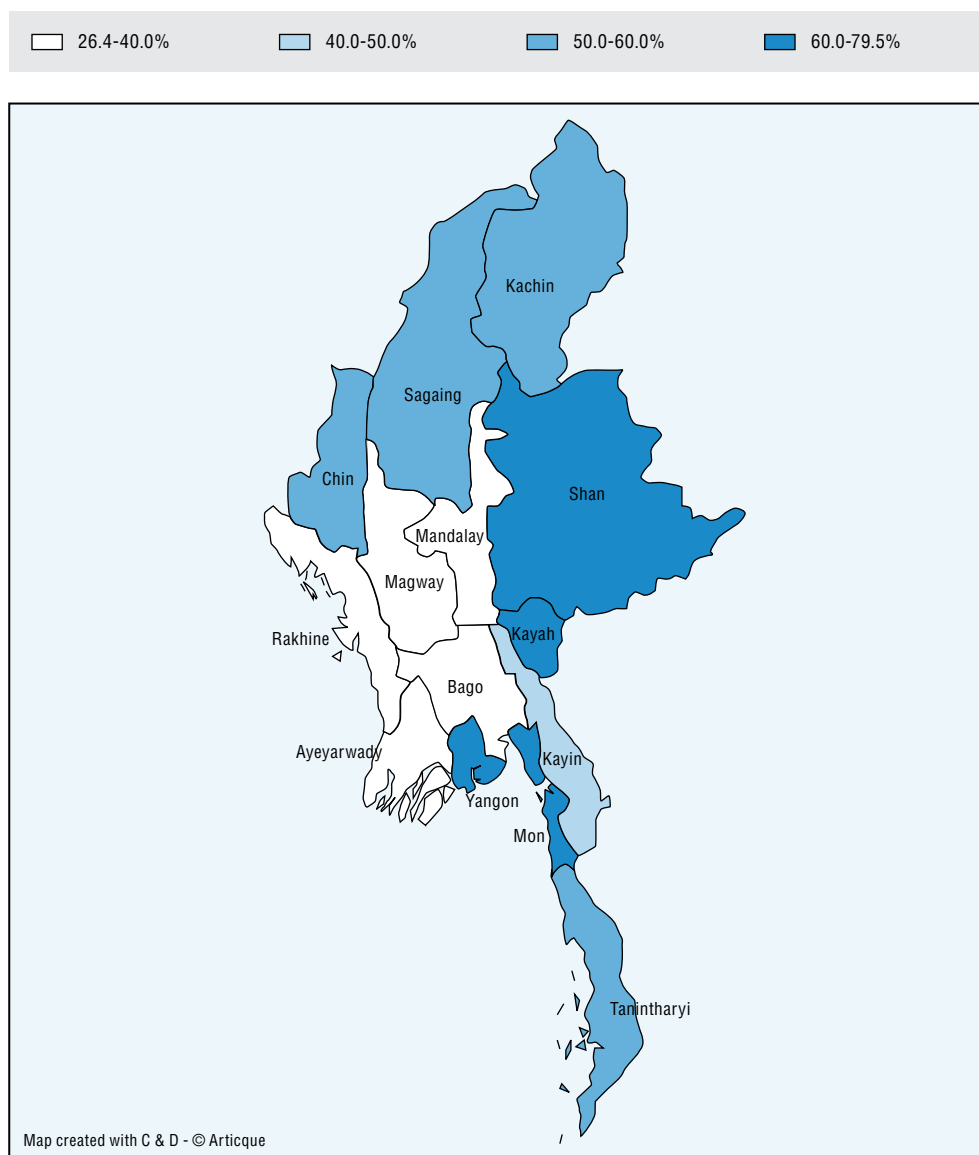 26.4-40.0%
40.0-50.0%
50.0-60.0%
60.0-79.5%
Kachin
Sagaing
Chin
Shan
Mandalay
Magway
Rakhine
Kayah
Bago
Ayeyarwady
Kayin
Yangon
Mon
Tanintharyi
Map created with C & D - © Articque